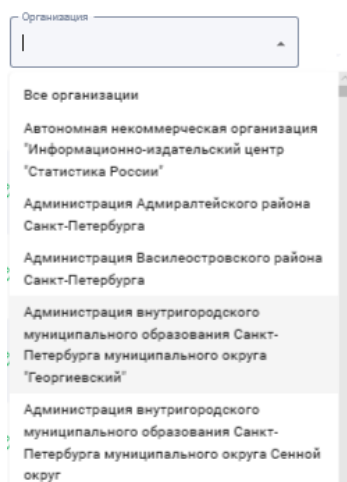 Организация
Все организации
Автономная некоммерческая организация
"Информационно-издательский центр
"Статистика России"
Администрация Адмиралтейского района
Санкт-Петербурга
Администрация Василеостровского района
Санкт-Петербурга
Администрация внутригородского
муниципального образования Санкт-
Петербурга муниципального округа
"Георгиевский"
Администрация внутригородского
муниципального образования Санкт-
Петербурга муниципального округа Сенной
округ